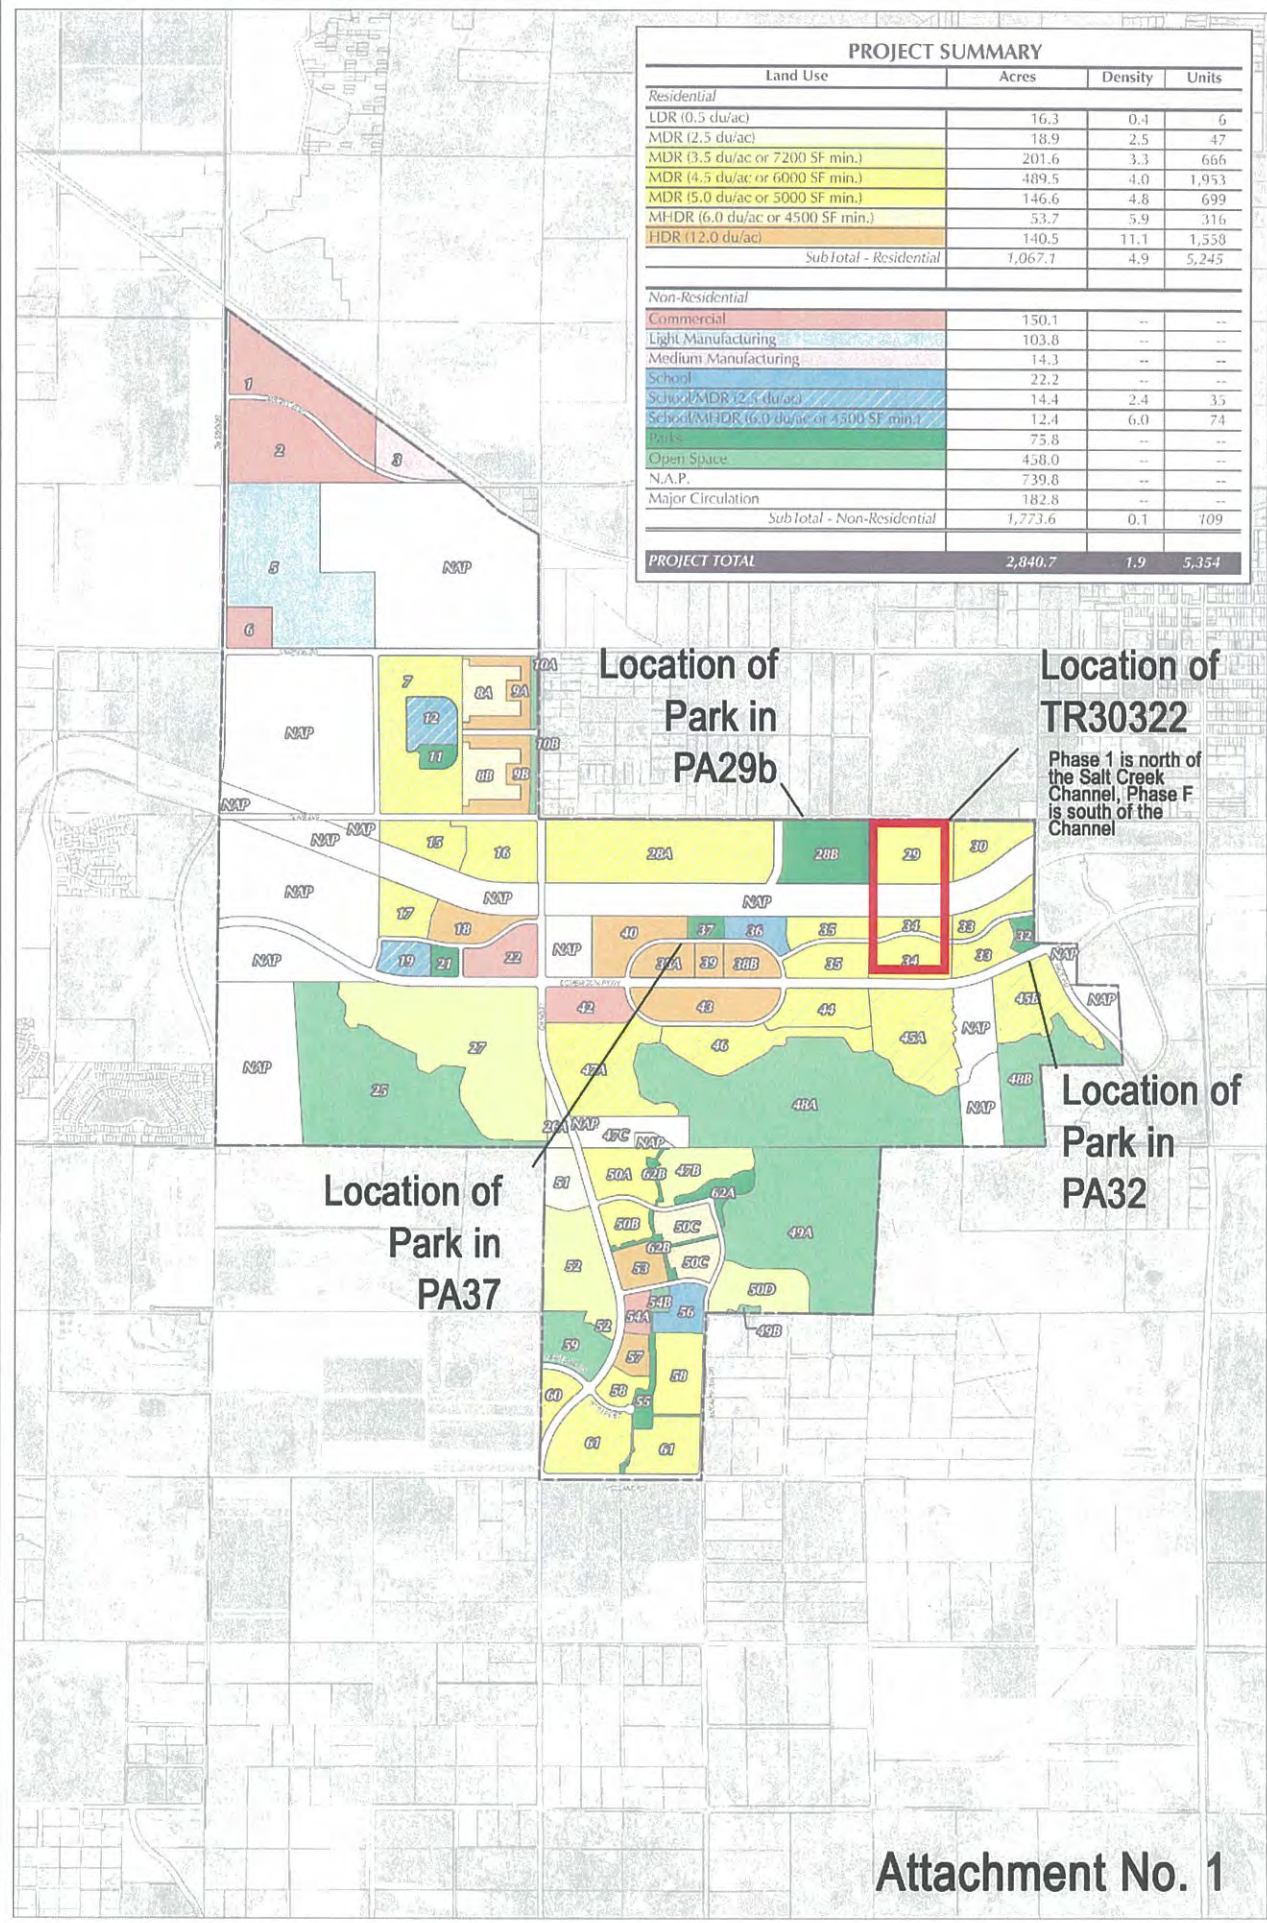 PROJECT SUMMARY
Land Use Acres Density Units
Residential
LDR (0.5 du/ac) 16.3 0.4 6
MDR (2.5 du/ac) 18.9 2.5 47
MDR (3.5 du/ac or 7200 SF min.) 201.6 3.3 666
MDR (4.5 du/ac or 6000 SF min.) 489.5 4.0 1,953
MDR (5.0 du/ac or 5000 SF min.) 146.6 4.8 699
MHDR (6.0 du/ac or 4500 SF min.) 53.7 5.9 316
HDR (12.0 du/ac) 140.5 11.1 1,558
SubTotal - Residential 1,067.1 4.9 5,245
Non-Residential
Commercial 150.1 -- --
Light Manufacturing 103.8 -- --
Medium Manufacturing 14.3 -- --
School 22.2 -- --
School/MDR (2.5 du/ac) 14.4 2.4 35
School/MHDR (6.0 du/ac or 4500 SF min.) 12.4 6.0 74
Parks 75.8 -- --
Open Space 458.0 -- --
N.A.P. 739.8 -- --
Major Circulation 182.8 -- --
SubTotal - Non-Residential 1,773.6 0.1 109
PROJECT TOTAL 2,840.7 1.9 5,354
1
2
3
5
NAP
6
7
8A
9A
10A
12
11
NAP
8B
9B
10B
NAP
Location of
Park in
PA29b
Location of
TR30322
Phase 1 is north of
the Salt Creek
Channel, Phase F
is south of the
Channel
NAP
NAP
15
16
28A
28B
29
30
NAP
NAP
NAP
17
18
40
37
36
35
34
33
32
NAP
19
21
22
NAP
38A
39
38B
35
34
33
NAP
42
43
44
45A
NAP
45B
NAP
NAP
25
27
47A
46
48A
NAP
48B
26A
NAP
47C
NAP
Location of
Park in
PA32
Location of
Park in
PA37
51
50A
62B
47B
62A
50B
50C
49A
62B
50C
52
53
50D
54A
54B
56
49B
52
59
57
58
60
58
55
61
61
Attachment No. 1